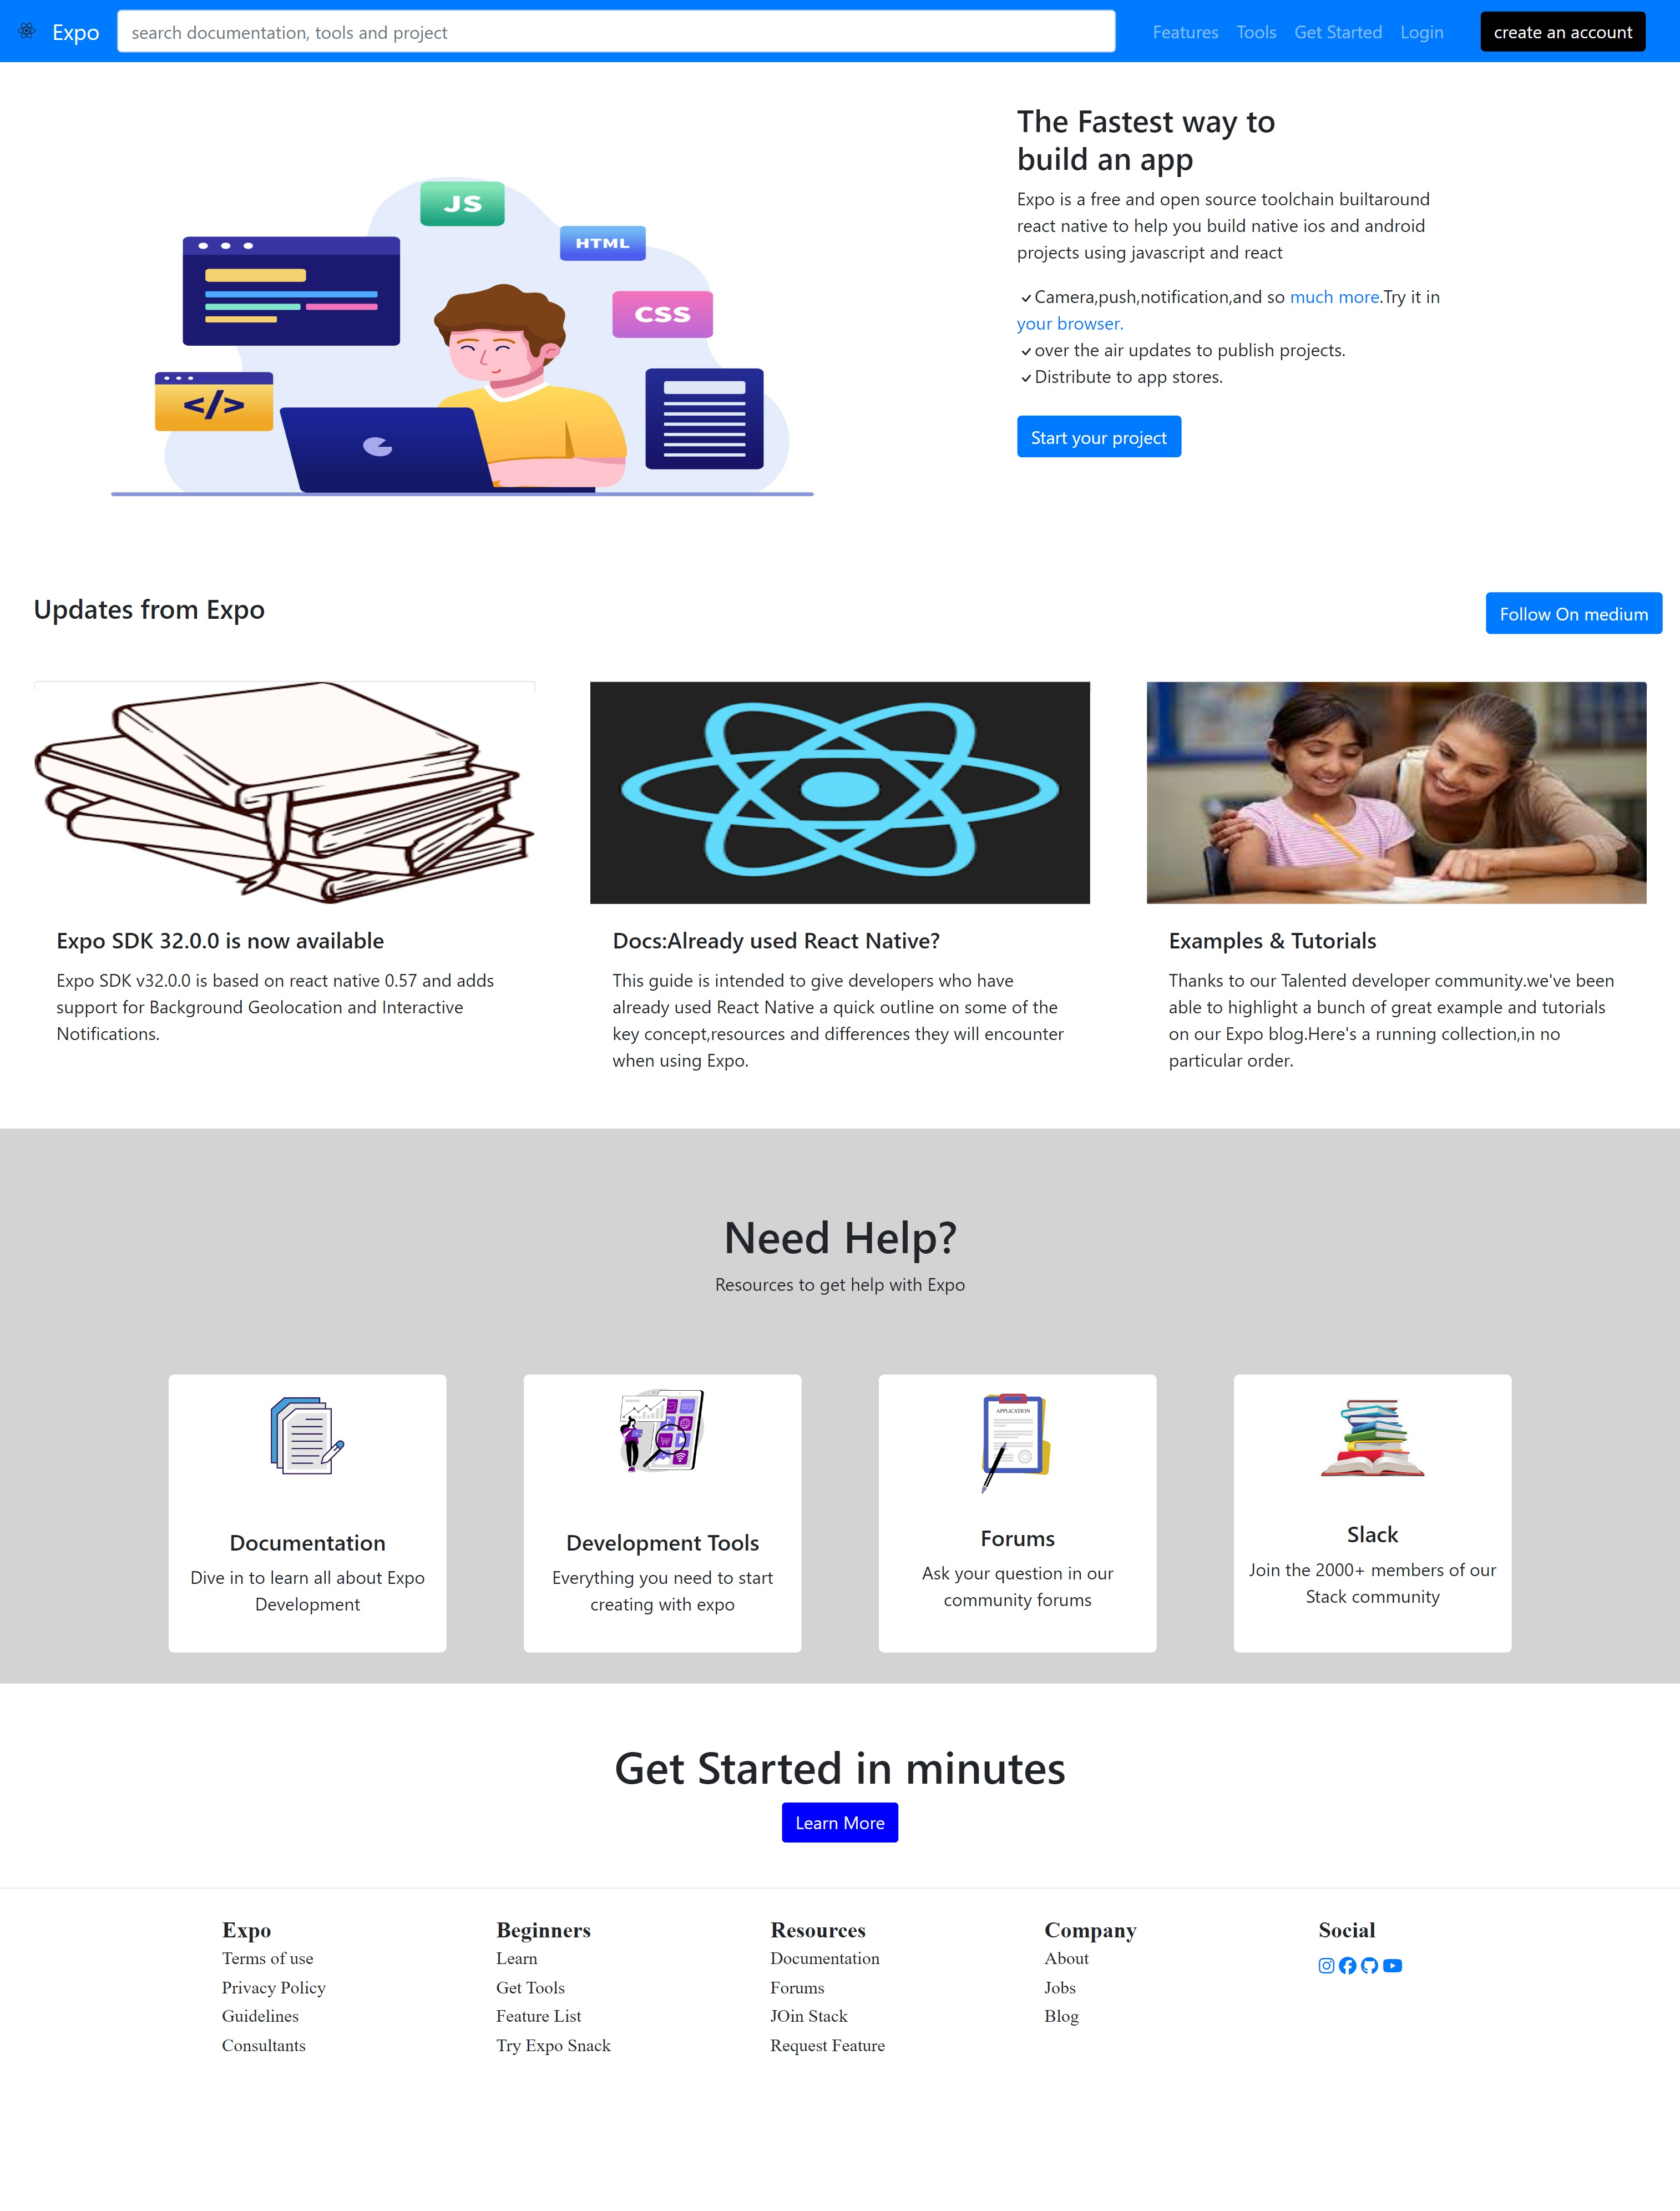 Expo
search documentation, tools and project
Features Tools Get Started Login
create an account
The Fastest way to
build an app
Expo is a free and open source toolchain builtaround
react native to help you build native ios and android
projects using javascript and react
Camera,push,notification,and so much more.Try it in
your browser.
over the air updates to publish projects.
Distribute to app stores.
Start your project
JS
HTML
CSS
</>
Updates from Expo
Follow On medium
Expo SDK 32.0.0 is now available
Expo SDK v32.0.0 is based on react native 0.57 and adds
support for Background Geolocation and Interactive
Notifications.
Docs:Already used React Native?
This guide is intended to give developers who have
already used React Native a quick outline on some of the
key concept,resources and differences they will encounter
when using Expo.
Examples & Tutorials
Thanks to our Talented developer community.we've been
able to highlight a bunch of great example and tutorials
on our Expo blog.Here's a running collection,in no
particular order.
Need Help?
Resources to get help with Expo
Documentation
Dive in to learn all about Expo
Development
Development Tools
Everything you need to start
creating with expo
APPLICATION
Forums
Ask your question in our
community forums
Slack
Join the 2000+ members of our
Stack community
Get Started in minutes
Learn More
Expo
Terms of use
Privacy Policy
Guidelines
Consultants
Beginners
Learn
Get Tools
Feature List
Try Expo Snack
Resources
Documentation
Forums
JOin Stack
Request Feature
Company
About
Jobs
Blog
Social